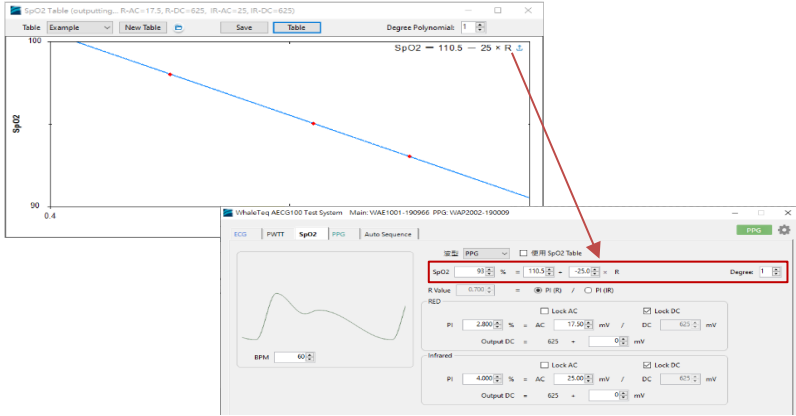 SpO2 Table (outputting... R-AC=17.5, R-DC=625, IR-AC=25, IR-DC=625)
Table Example New Table Save Table Degree Polynomial: 1
100
SpO2 = 110.5 − 25 × R
SpO2
90
0.4
WhaleTeq AECG100 Test System Main: WAE1001-190966 PPG: WAP2002-190009
ECG PWTT SpO2 PPG Auto Sequence PPG
波型 PPG 使用 SpO2 Table
SpO2 93 % = 110.5 + -25.0 × R Degree: 1
R Value 0.700 = PI (R) / PI (IR)
RED
Lock AC Lock DC
PI 2.800 % = AC 17.50 mV / DC 625 mV
Output DC = 625 + 0 mV
BPM 60
Infrared
Lock AC Lock DC
PI 4.000 % = AC 25.00 mV / DC 625 mV
Output DC = 625 + 0 mV